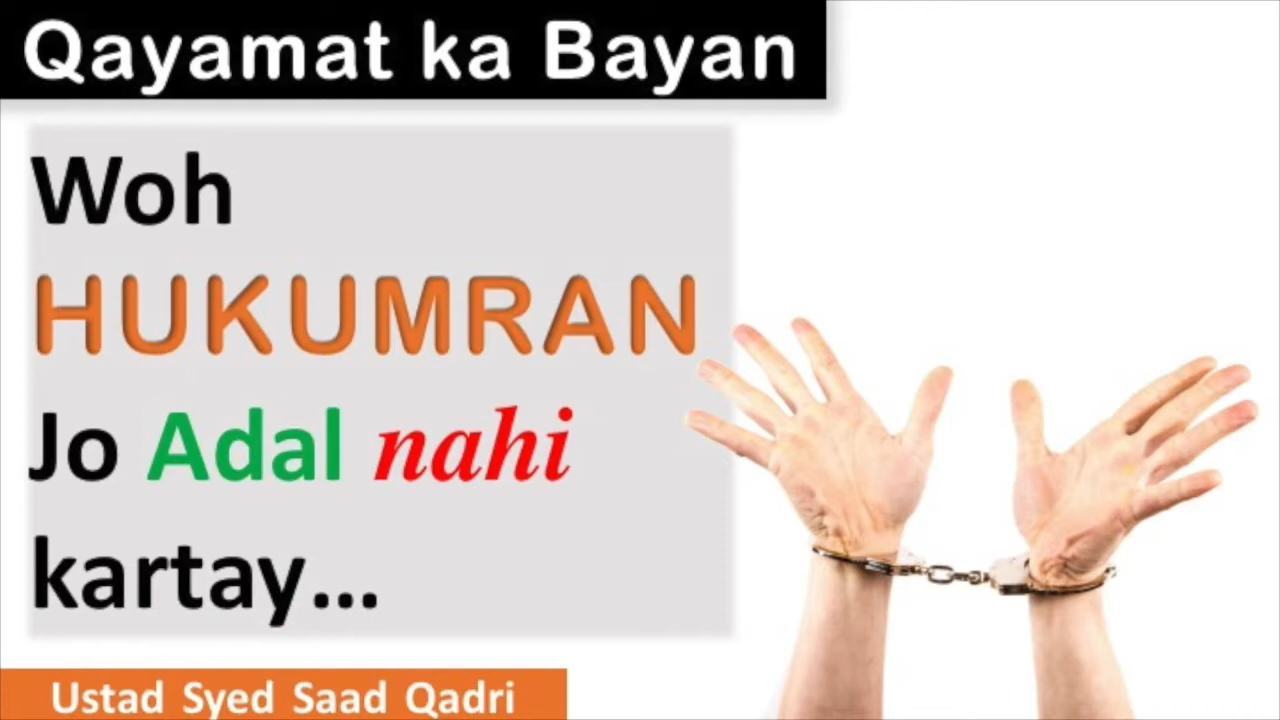 Qayamat ka Bayan
Woh
HUKUMRAN
Jo Adal nahi
kartay...
Ustad Syed Saad Qadri